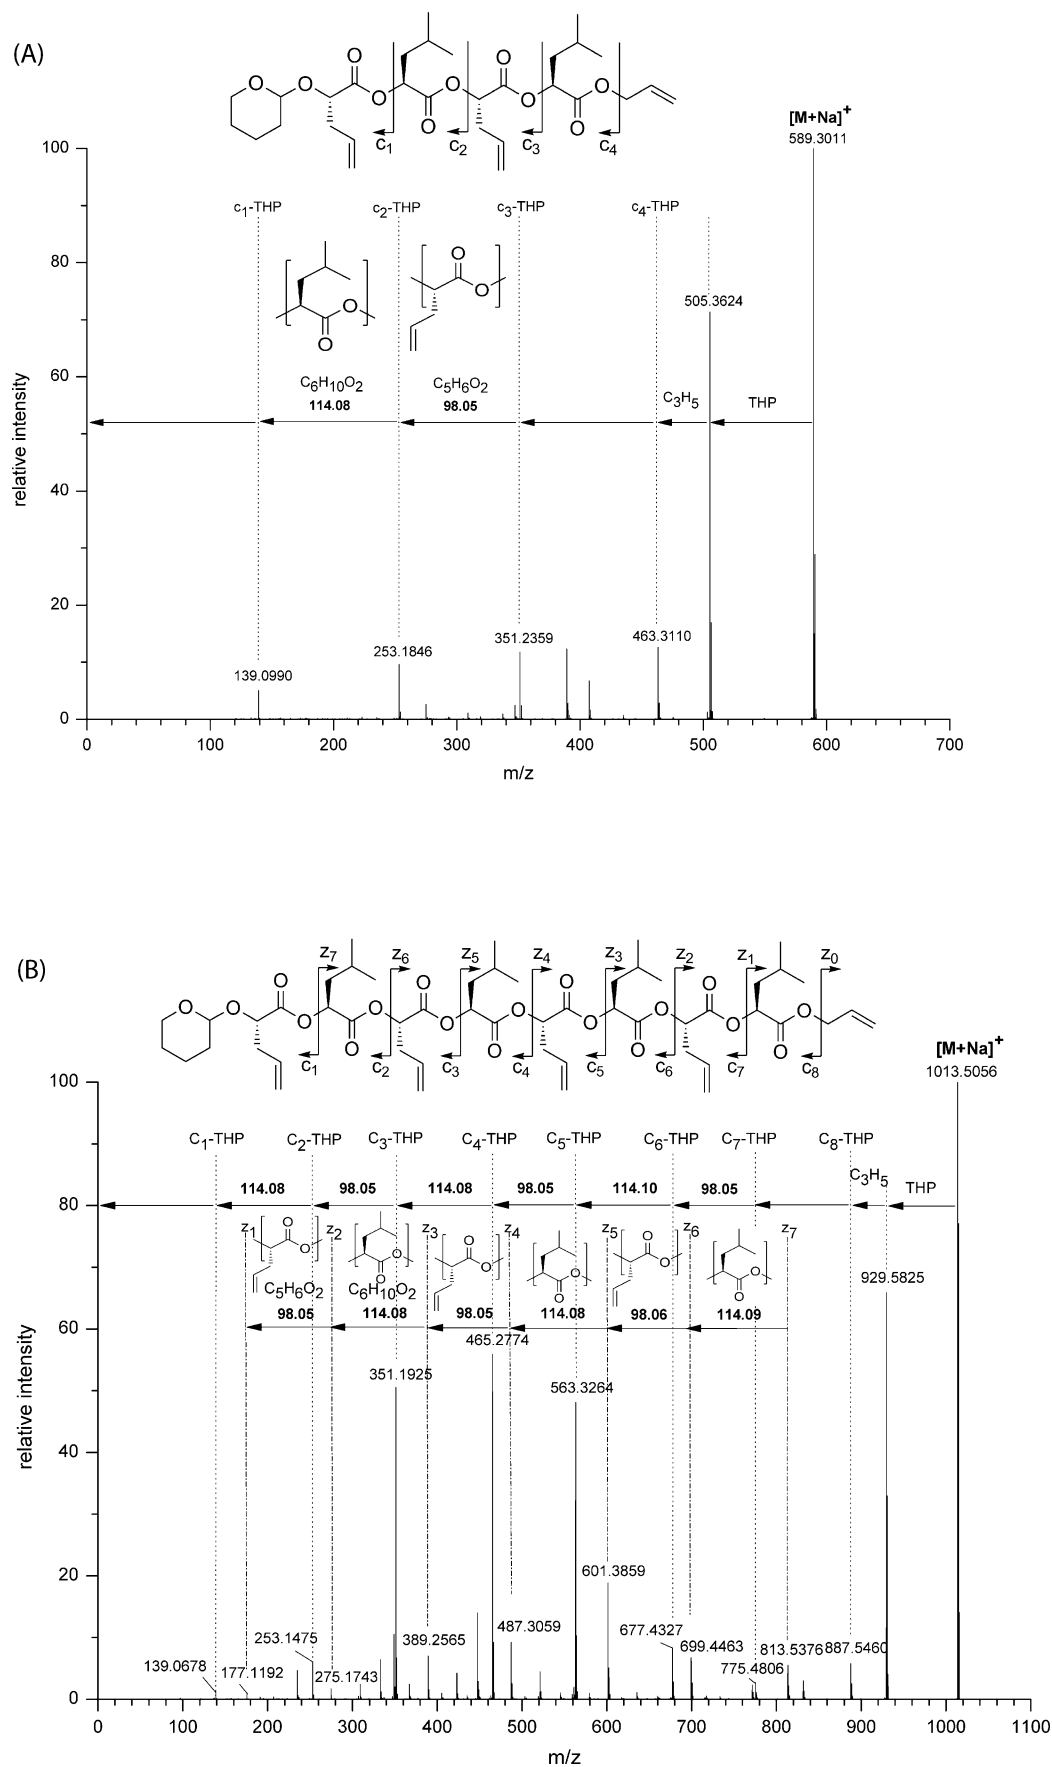 (A)
O O O O O O O O O O
c1 c2 c3 c4
[M+Na]+
589.3011
c1-THP c2-THP c3-THP c4-THP
O O O O
505.3624
C6H10O2 C5H6O2 C3H5 THP
114.08 98.05
463.3110
351.2359
253.1846
139.0990
100
80
60
40
20
0
relative intensity
0 100 200 300 400 500 600 700
m/z
(B)
z7 z6 z5 z4 z3 z2 z1 z0
O O O O O O O O O O O O O O O O O O
c1 c2 c3 c4 c5 c6 c7 c8
[M+Na]+
1013.5056
C1-THP C2-THP C3-THP C4-THP C5-THP C6-THP C7-THP C8-THP
C3H5 THP
114.08 98.05 114.08 98.05 114.10 98.05
z1 z2 z3 z4 z5 z6 z7
O O O O O O O O O O O O
C5H6O2 C6H10O2
98.05 114.08 98.05 114.08 98.06 114.09
929.5825
465.2774
351.1925
563.3264
601.3859
487.3059
677.4327
253.1475
389.2565
699.4463
813.5376
887.5460
139.0678
177.1192
275.1743
775.4806
100
80
60
40
20
0
relative intensity
0 100 200 300 400 500 600 700 800 900 1000 1100
m/z